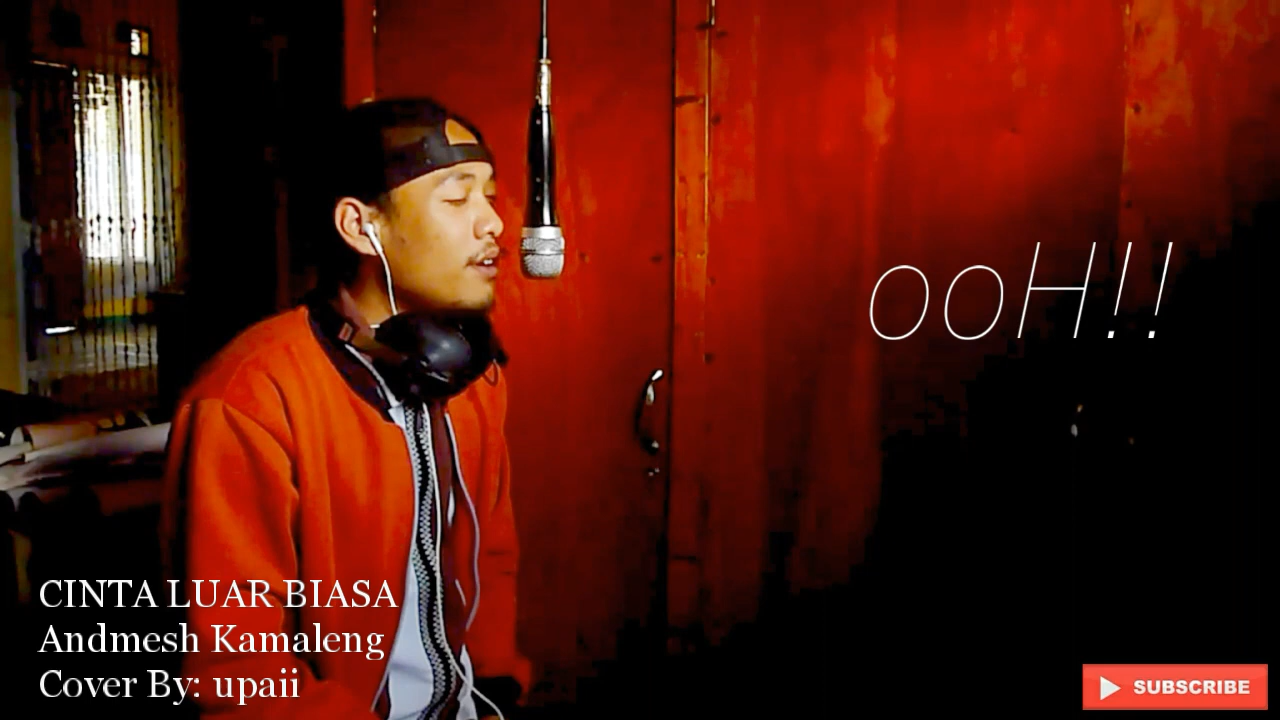 ooH!!
CINTA LUAR BIASA
Andmesh Kamaleng
Cover By: upaii
SUBSCRIBE